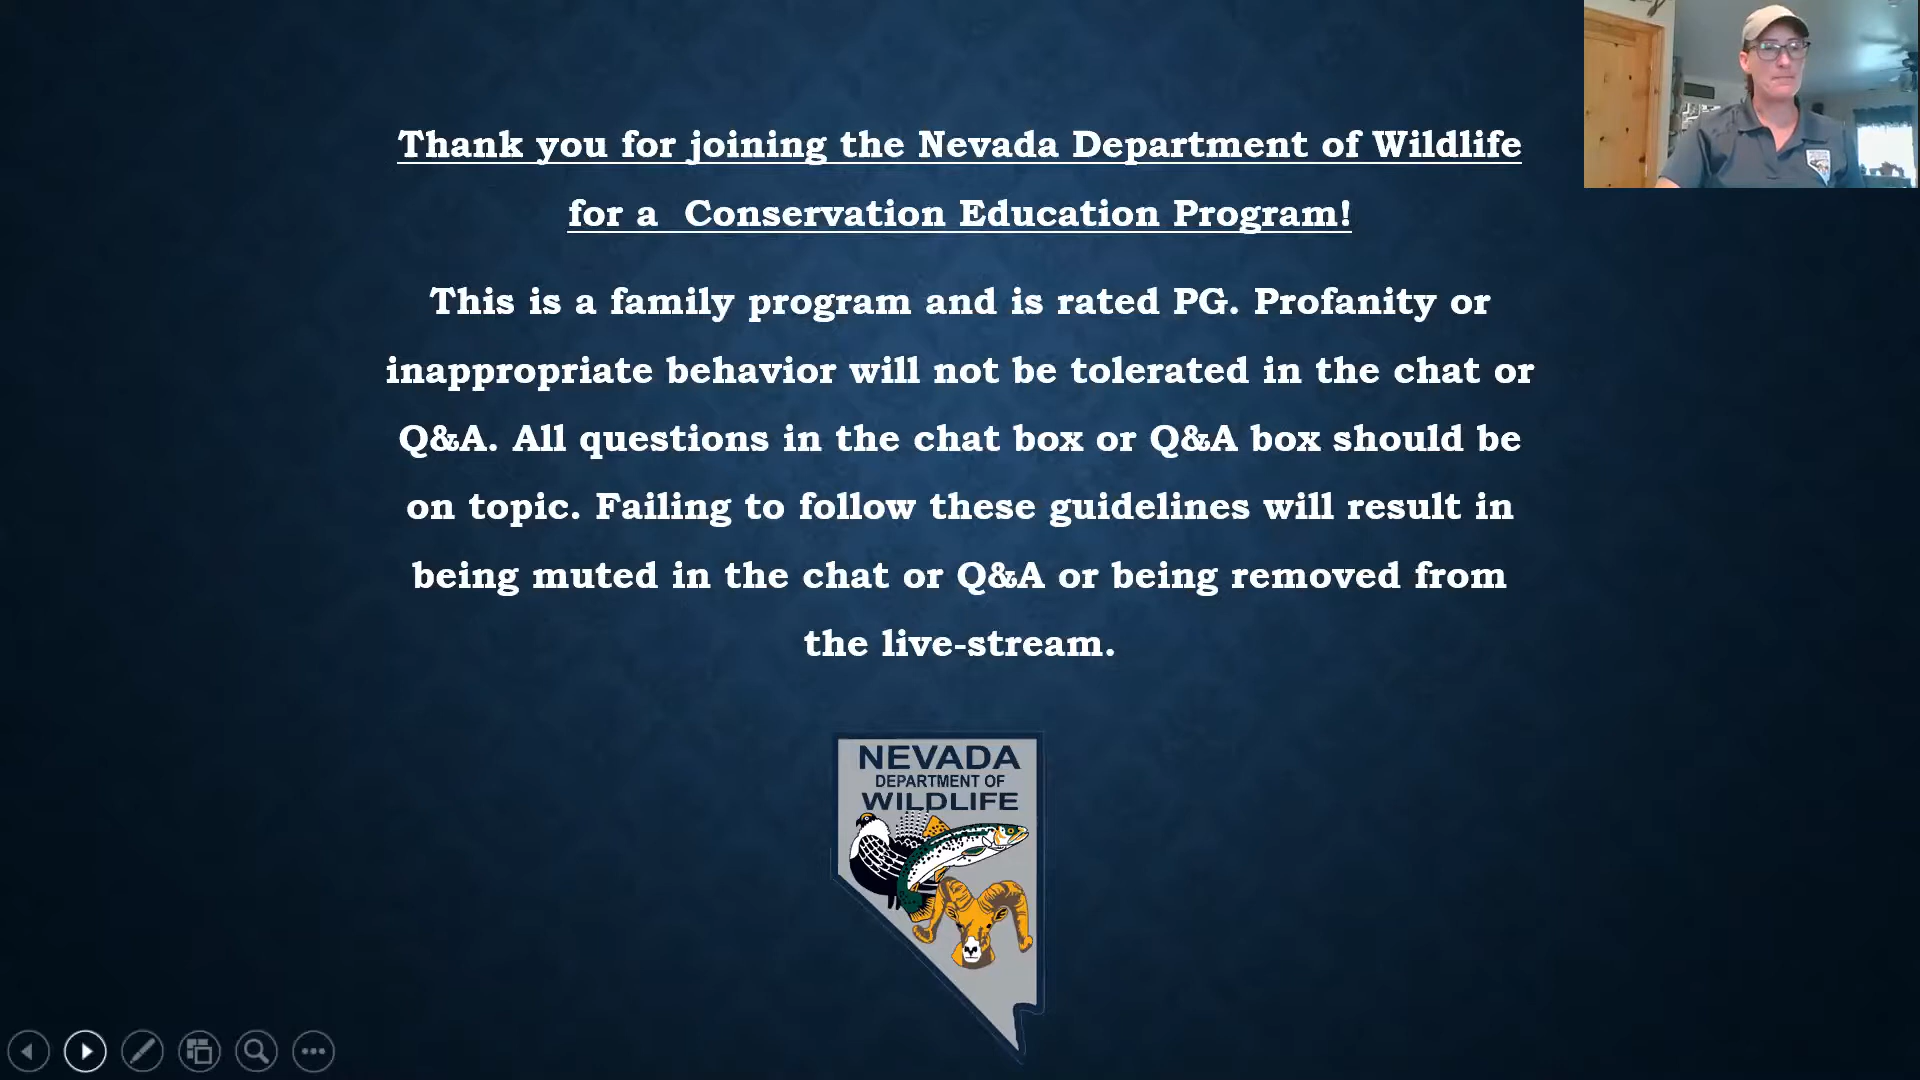 Thank you for joining the Nevada Department of Wildlife
for a  Conservation Education Program!
This is a family program and is rated PG. Profanity or
inappropriate behavior will not be tolerated in the chat or
Q&A. All questions in the chat box or Q&A box should be
on topic. Failing to follow these guidelines will result in
being muted in the chat or Q&A or being removed from
the live-stream.
NEVADA
DEPARTMENT OF
WILDLIFE